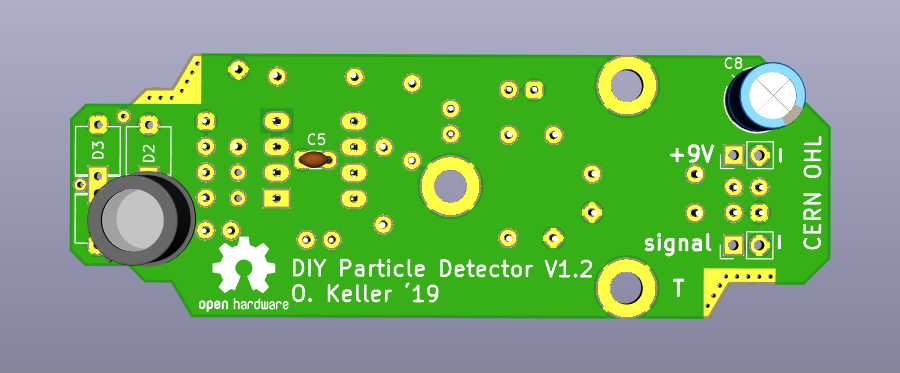 C8
D3
D2
C5
+9V
signal
CERN OHL
DIY Particle Detector V1.2
O. Keller '19
open hardware
T